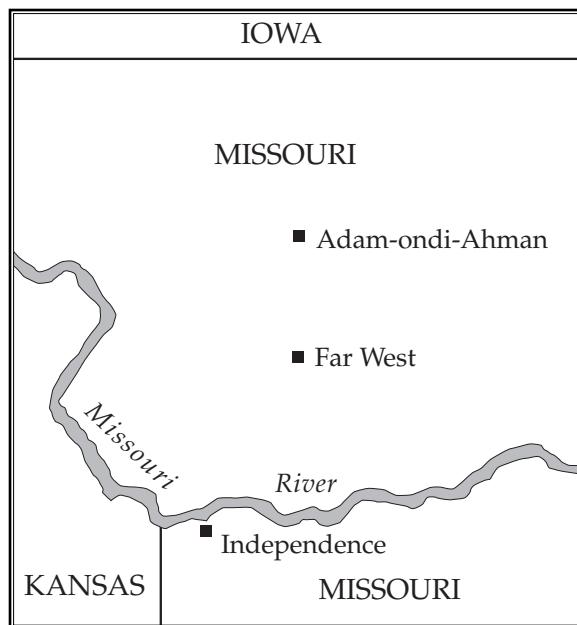 IOWA
MISSOURI
Adam-ondi-Ahman
Far West
Missouri
River
Independence
KANSAS
MISSOURI